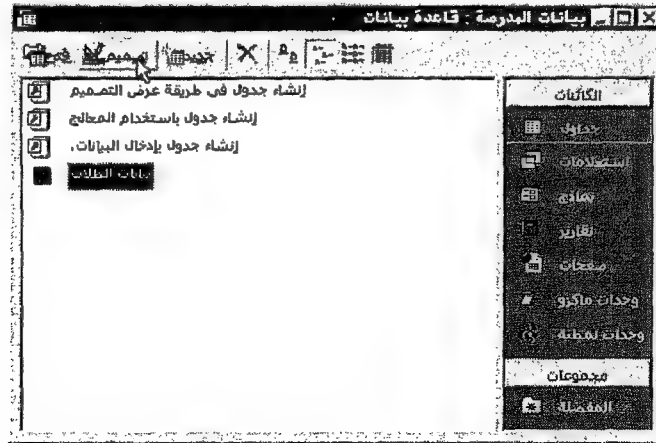 بيانات المدرسة : قاعدة بيانات
فتح تصميم جديد
الكائنات
جداول
استعلامات
نماذج
تقارير
صفحات
وحدات ماكرو
وحدات نمطية
مجموعات
المفضلة
إنشاء جدول في طريقة عرض التصميم
إنشاء جدول باستخدام المعالج
إنشاء جدول بإدخال البيانات.
بيانات الطلاب